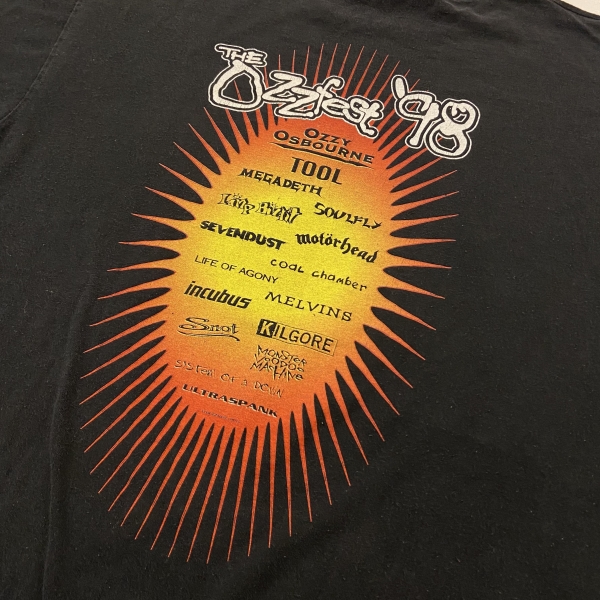 THE
Ozzfest '98
OZZY
OSBOURNE
TOOL
MEGADETH
limp bizkit SOULFLY
SEVENDUST motörhead
LIFE OF AGONY coal chamber
incubus MELVINS
Snot KILGORE
MONSTER
VOODOO
MACHINE
SYSTEM OF A DOWN
ULTRASPANK